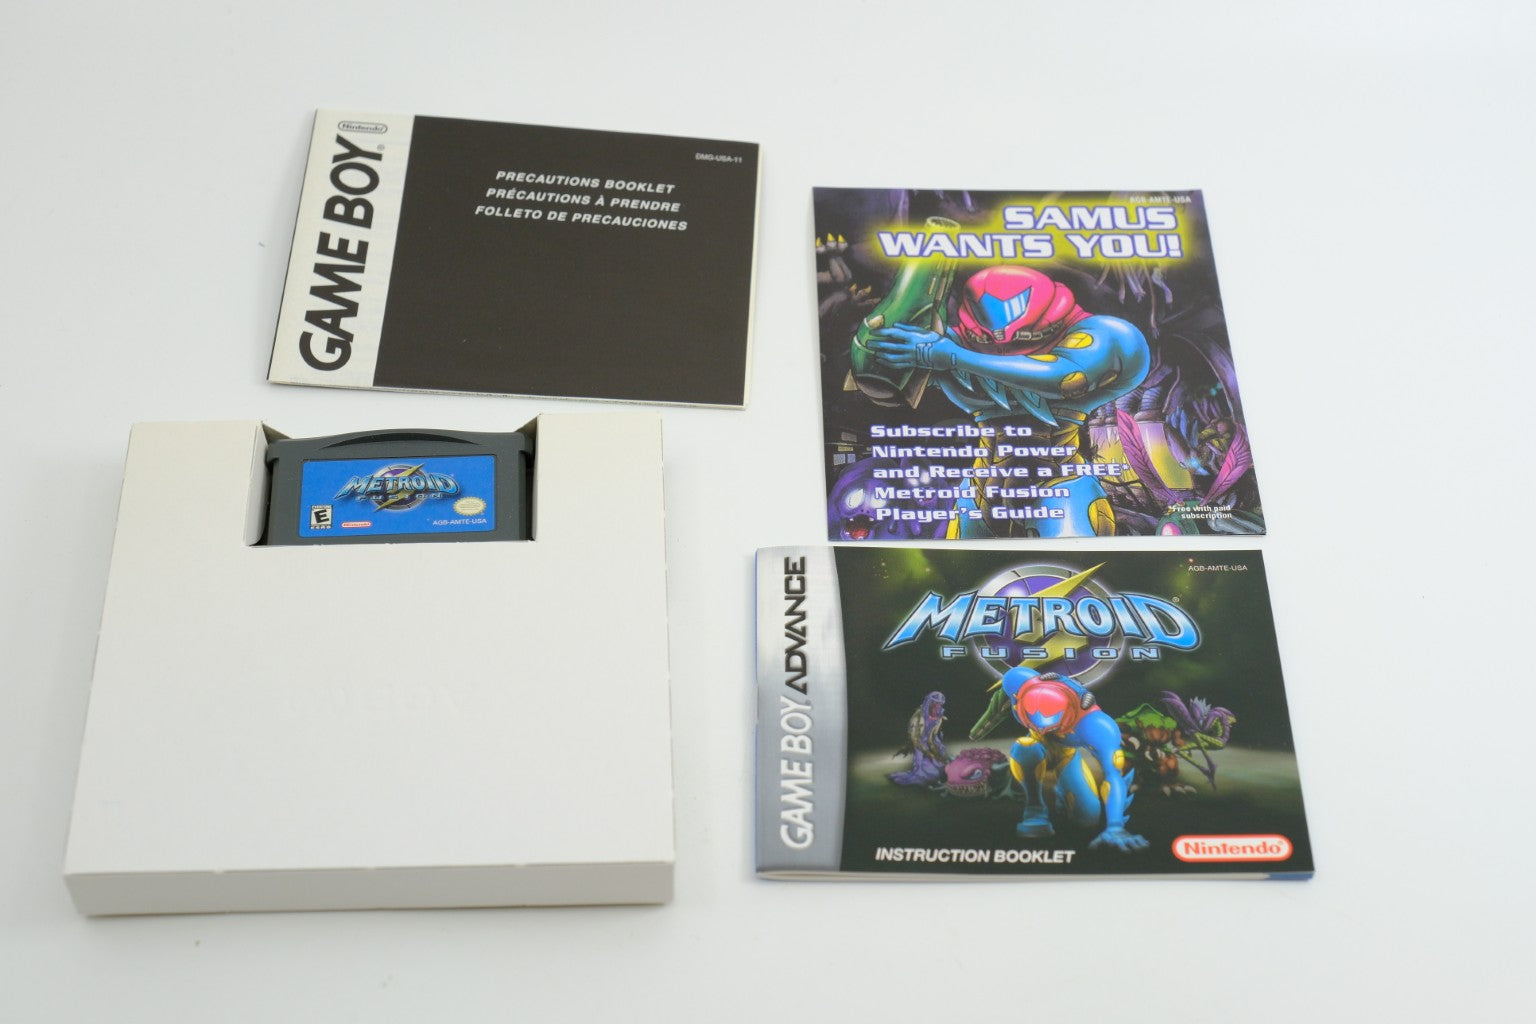 Nintendo
GAME BOY
DMG-USA-11
PRECAUTIONS BOOKLET
PRÉCAUTIONS À PRENDRE
FOLLETO DE PRECAUCIONES
AGB-AMTE-USA
SAMUS
WANTS YOU!
Subscribe to
Nintendo Power
and Receive a FREE*
Metroid Fusion
Player's Guide
*Free with paid
subscription
METROID
FUSION
E
Nintendo
AGB-AMTE-USA
GAME BOY ADVANCE
AGB-AMTE-USA
METROID
FUSION
INSTRUCTION BOOKLET
Nintendo